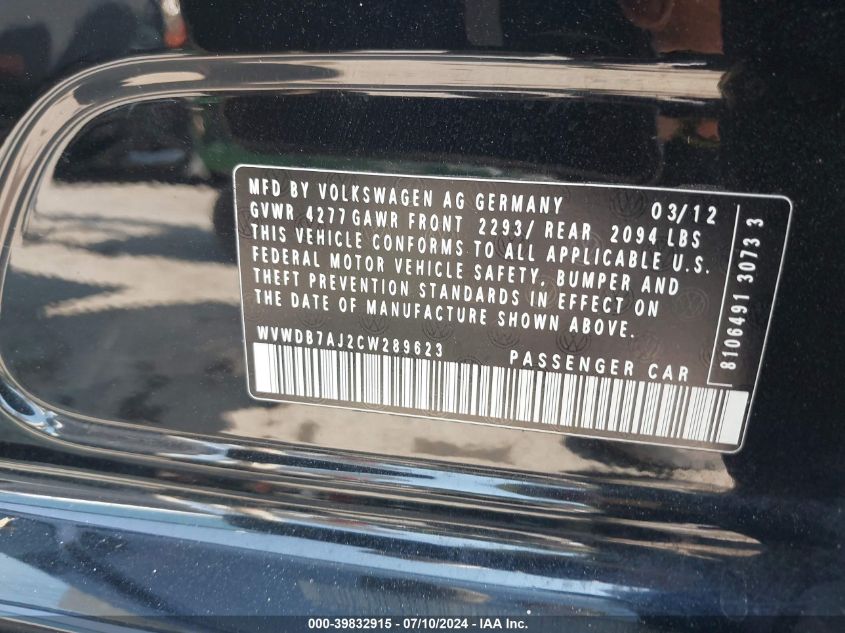 MFD BY VOLKSWAGEN AG GERMANY 03/12
GVWR 4277 GAWR FRONT 2293/ REAR 2094 LBS
THIS VEHICLE CONFORMS TO ALL APPLICABLE U.S.
FEDERAL MOTOR VEHICLE SAFETY, BUMPER AND
THEFT PREVENTION STANDARDS IN EFFECT ON
THE DATE OF MANUFACTURE SHOWN ABOVE.
WVWDB7AJ2CW289623 PASSENGER CAR
8106491 3073 3
000-39832915 - 07/10/2024 - IAA Inc.